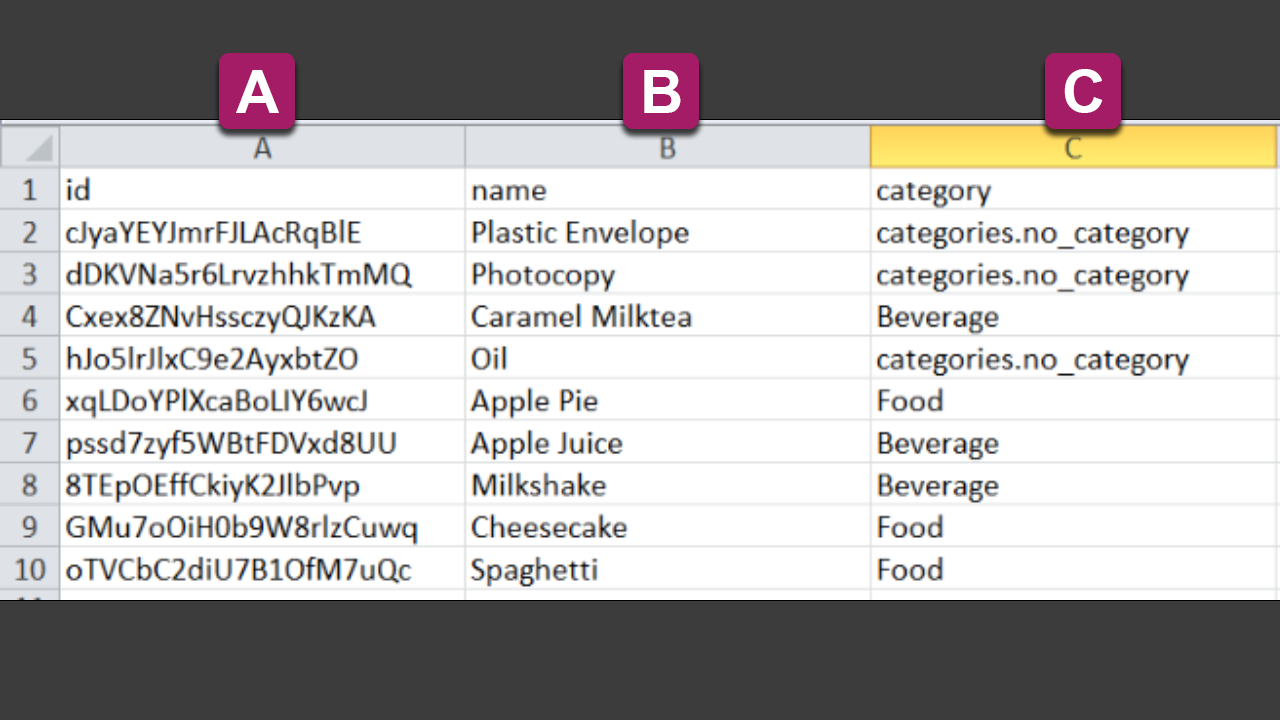 A B C
A B C
1 id name category
2 cJyaYEYJmrFJLAcRqBlE Plastic Envelope categories.no_category
3 dDKVNa5r6LrvzhhkTmMQ Photocopy categories.no_category
4 Cxex8ZNvHssczyQJKzKA Caramel Milktea Beverage
5 hJo5lrJlxC9e2AyxbtZO Oil categories.no_category
6 xqLDoYPlXcaBoLIY6wcJ Apple Pie Food
7 pssd7zyf5WBtFDVxd8UU Apple Juice Beverage
8 8TEpOEffCkiyK2JlbPvp Milkshake Beverage
9 GMu7oOiH0b9W8rlzCuwq Cheesecake Food
10 oTVCbC2diU7B1OfM7uQc Spaghetti Food